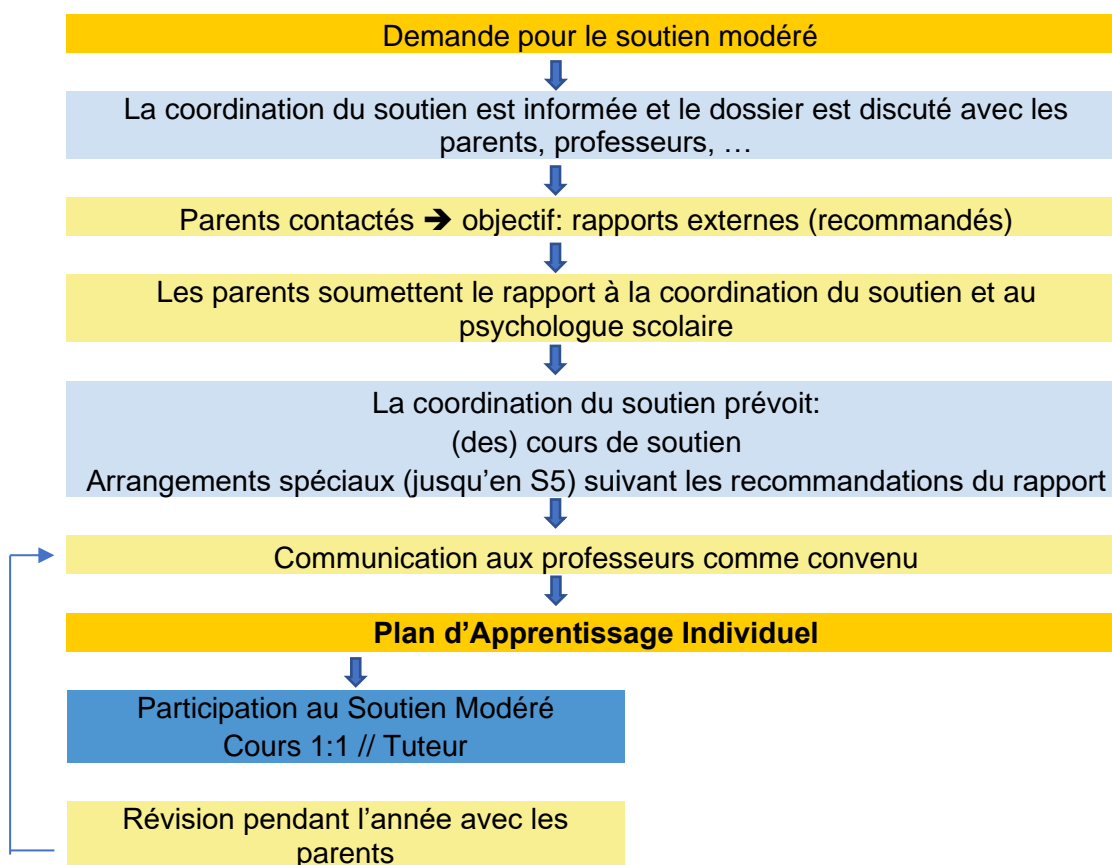 Demande pour le soutien modéré
La coordination du soutien est informée et le dossier est discuté avec les
parents, professeurs, …
Parents contactés ➔ objectif: rapports externes (recommandés)
Les parents soumettent le rapport à la coordination du soutien et au
psychologue scolaire
La coordination du soutien prévoit:
(des) cours de soutien
Arrangements spéciaux (jusqu’en S5) suivant les recommandations du rapport
Communication aux professeurs comme convenu
Plan d’Apprentissage Individuel
Participation au Soutien Modéré
Cours 1:1 // Tuteur
Révision pendant l’année avec les
parents